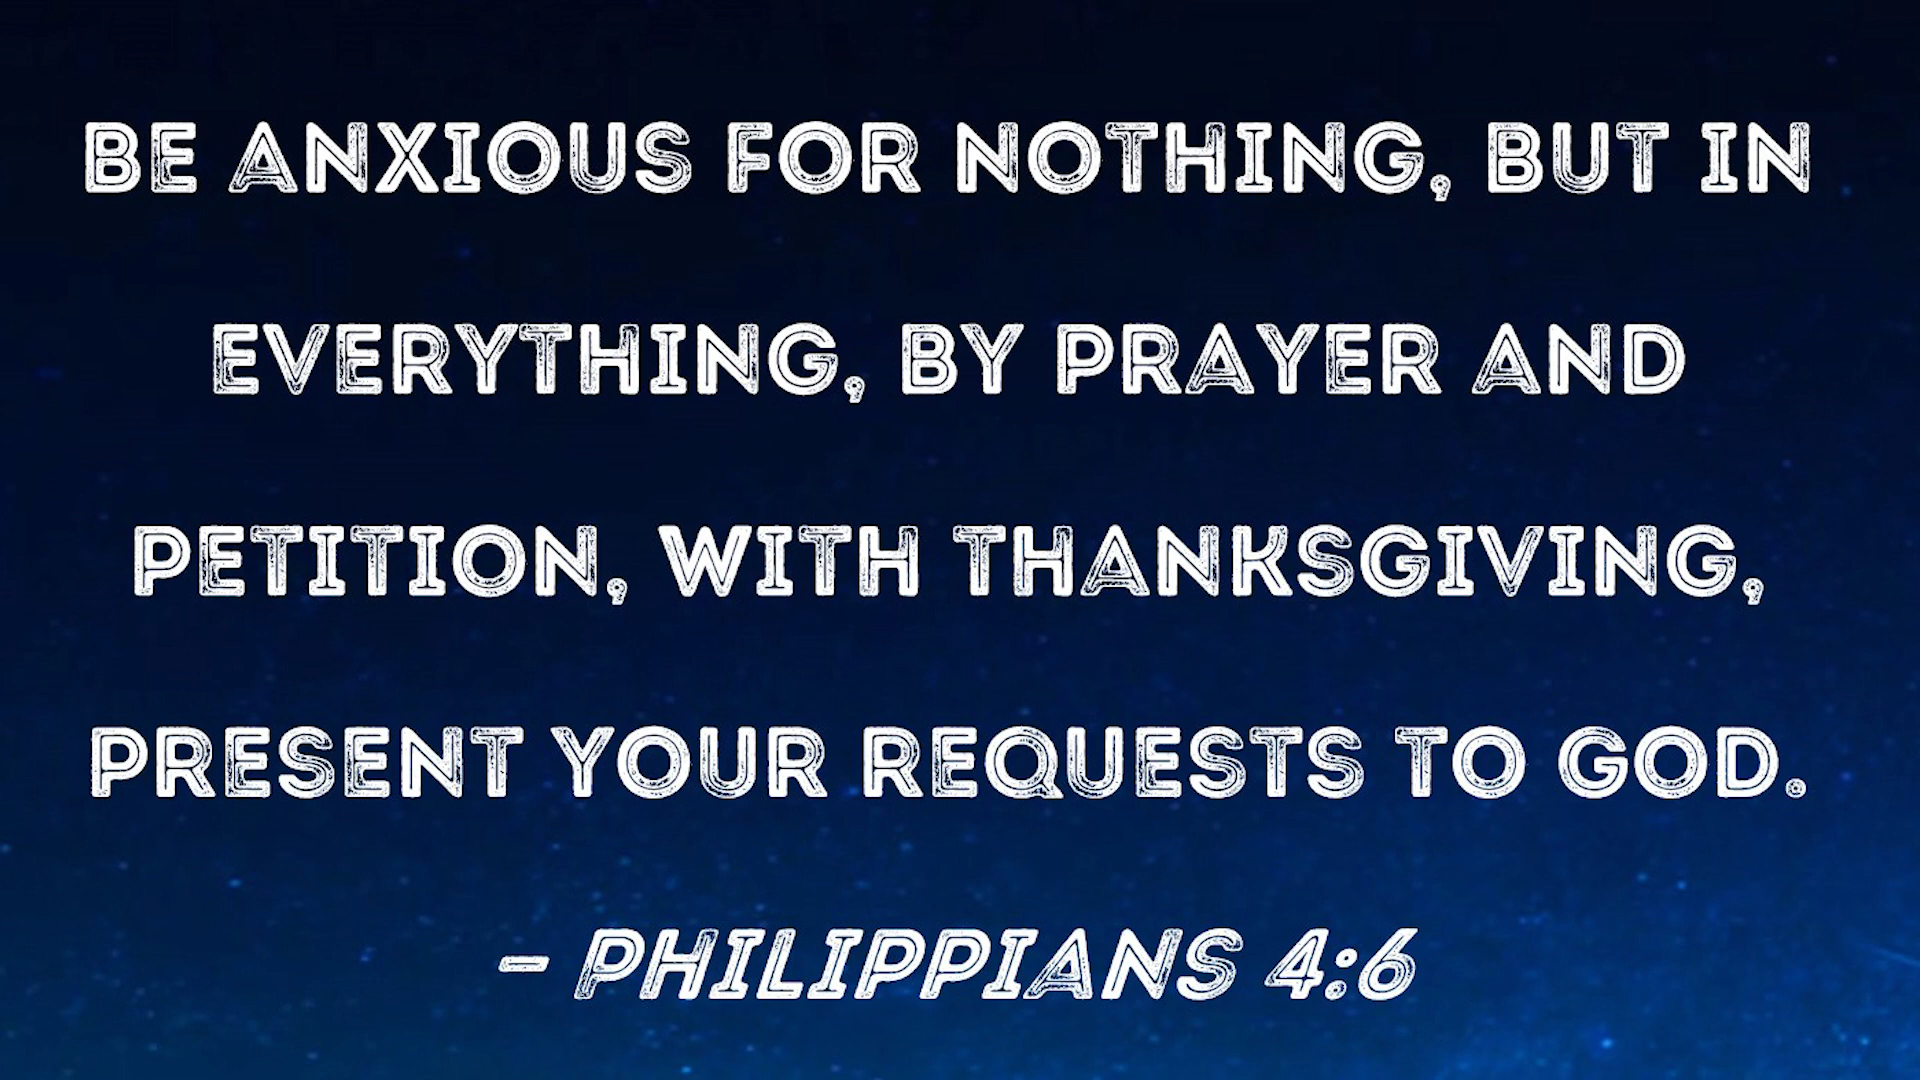 BE ANXIOUS FOR NOTHING, BUT IN
EVERYTHING, BY PRAYER AND
PETITION, WITH THANKSGIVING,
PRESENT YOUR REQUESTS TO GOD.
- PHILIPPIANS 4:6